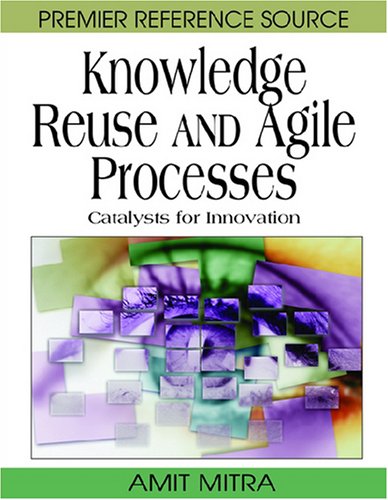 PREMIER REFERENCE SOURCE
Knowledge
Reuse AND Agile
Processes
Catalysts for Innovation
AMIT MITRA